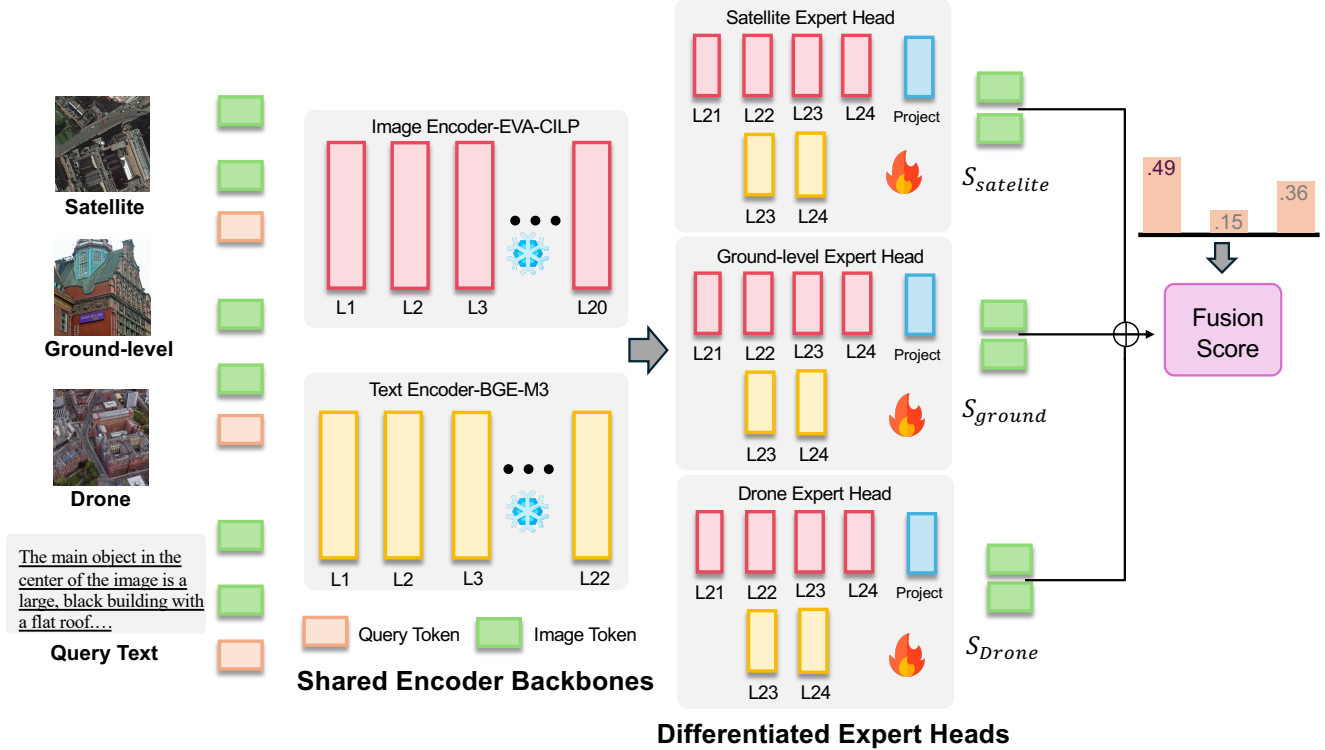 Satellite
Ground-level
Drone
The main object in the
center of the image is a
large, black building with
a flat roof.…
Query Text
Image Encoder-EVA-CILP
L1
L2
L3
L20
Text Encoder-BGE-M3
L1
L2
L3
L22
Query Token
Image Token
Shared Encoder Backbones
Satellite Expert Head
L21
L22
L23
L24
Project
L23
L24
Ground-level Expert Head
L21
L22
L23
L24
Project
L23
L24
Drone Expert Head
L21
L22
L23
L24
Project
L23
L24
Differentiated Expert Heads
S_satelite
S_ground
S_Drone
.49
.15
.36
Fusion
Score